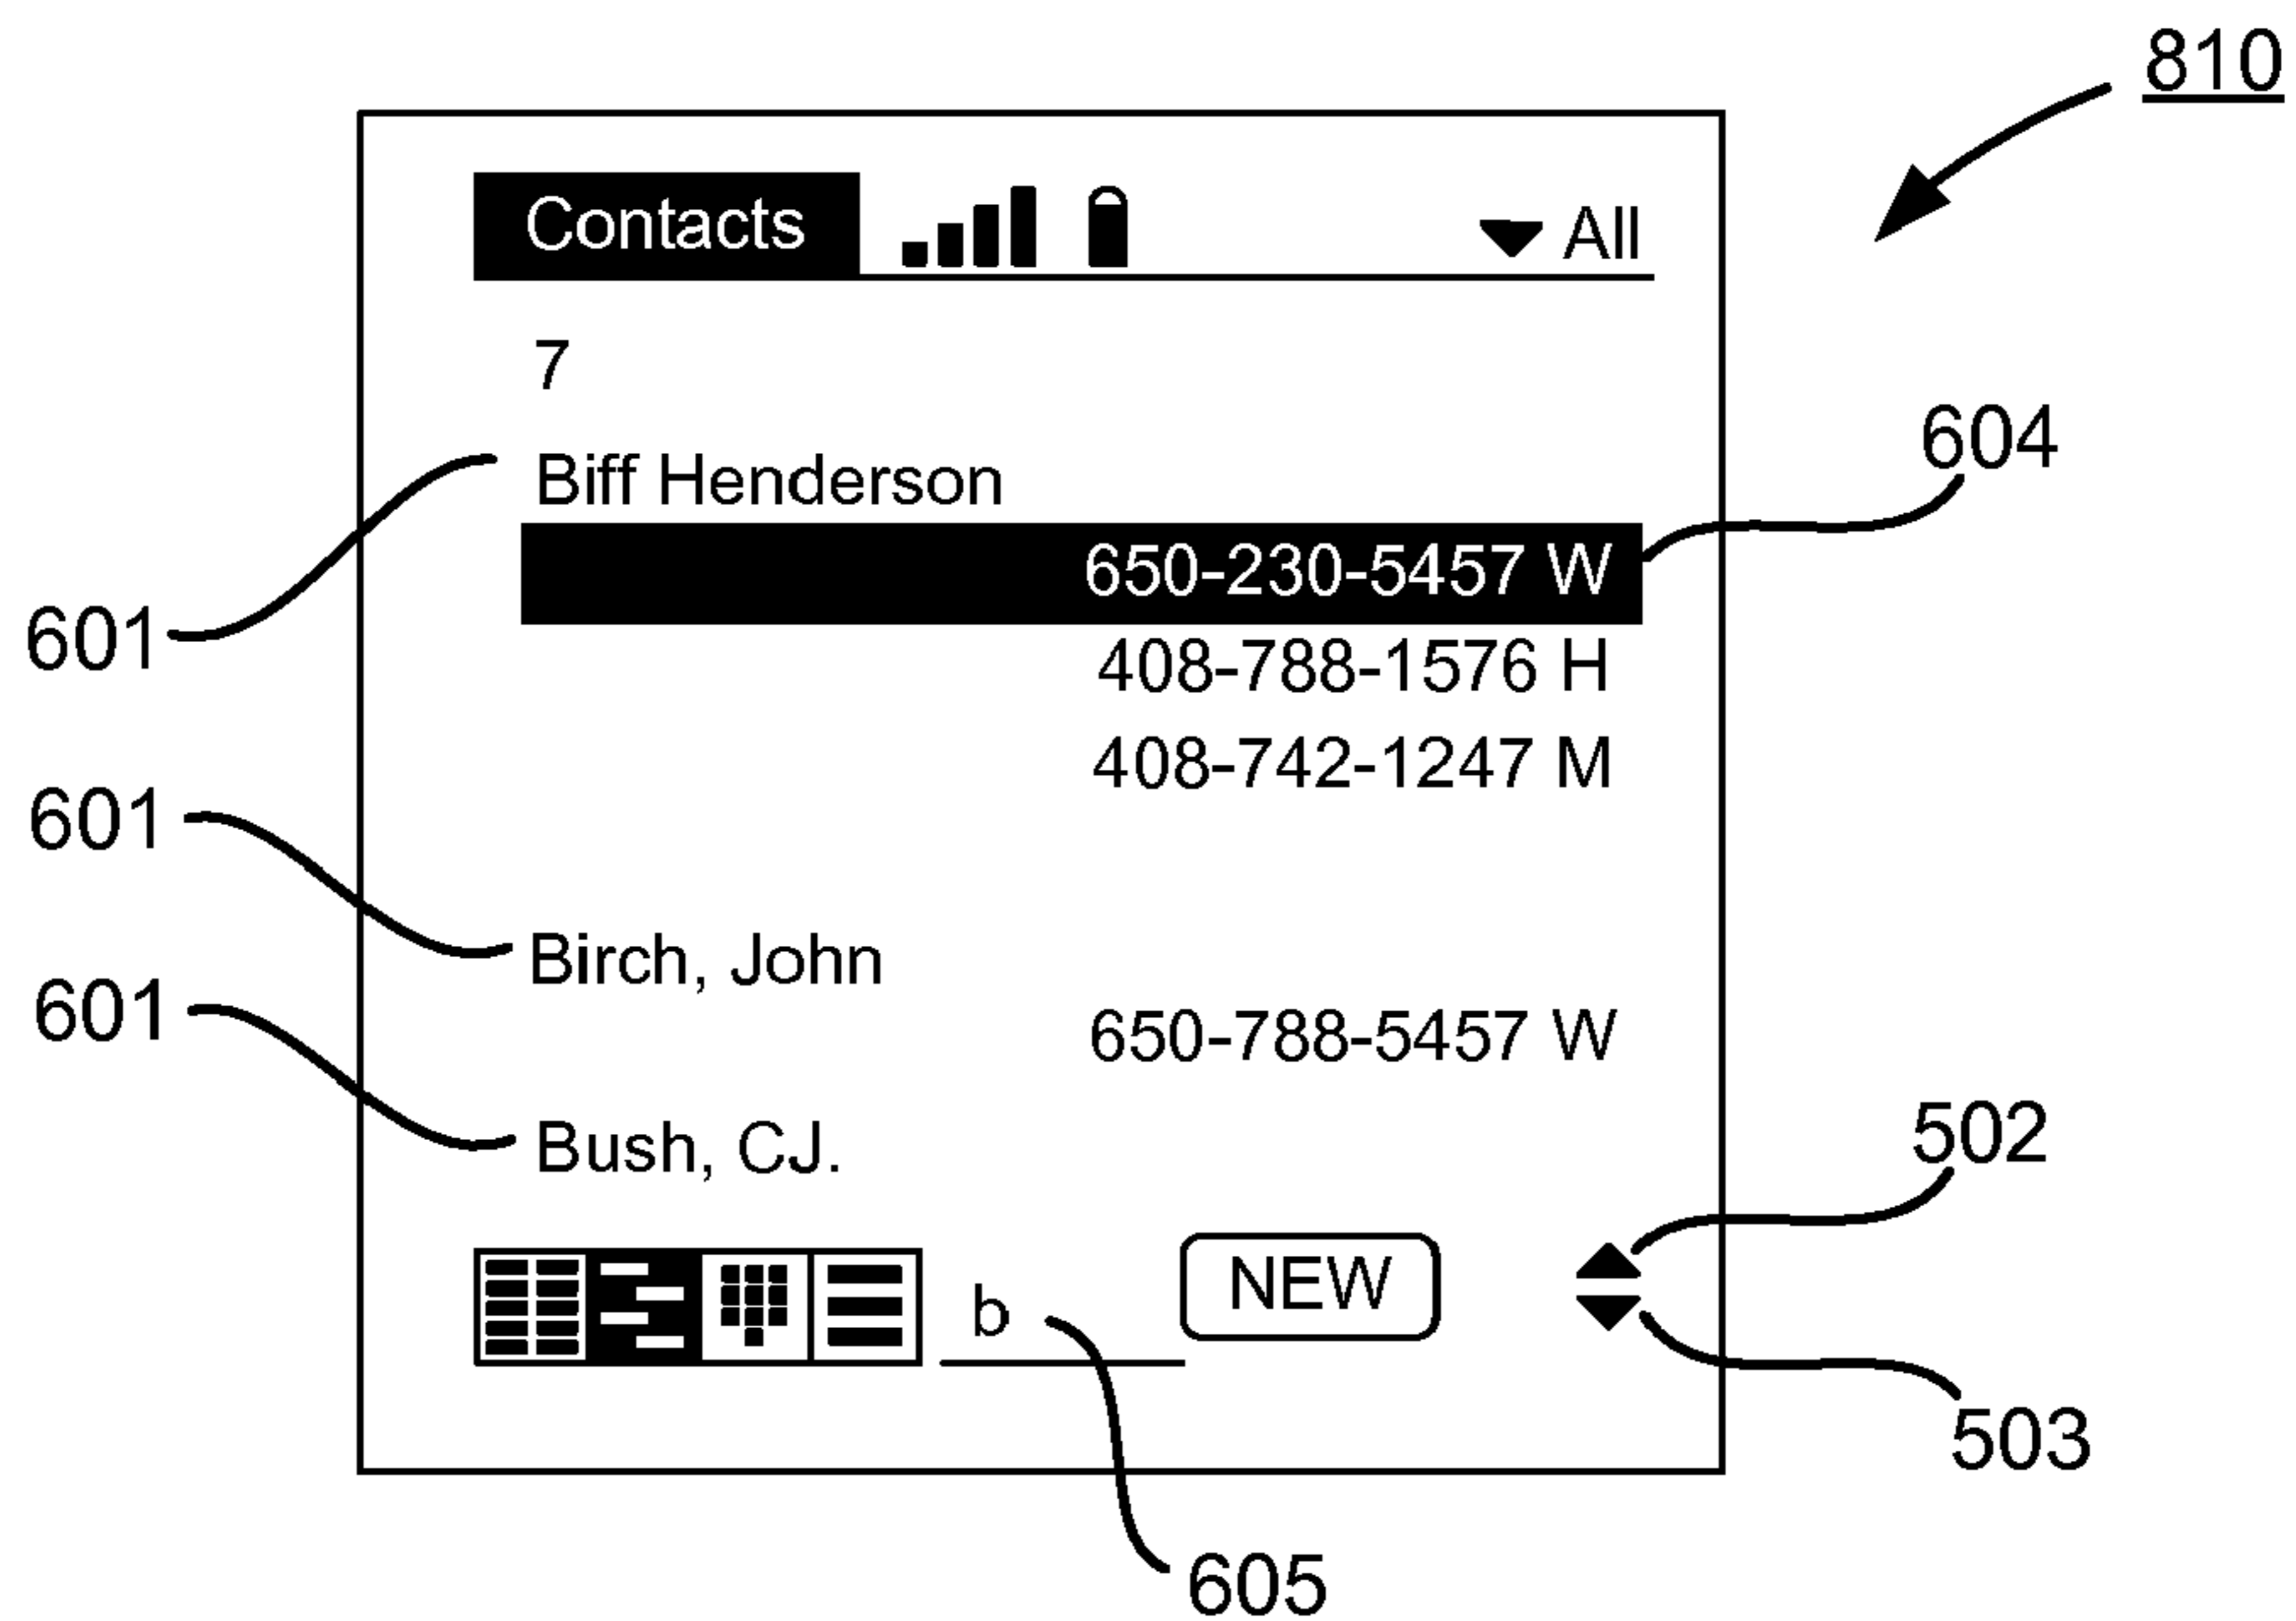 810
Contacts All
7
604
Biff Henderson
650-230-5457 W
601
408-788-1576 H
408-742-1247 M
601
Birch, John
601
650-788-5457 W
502
Bush, CJ.
b NEW
503
605